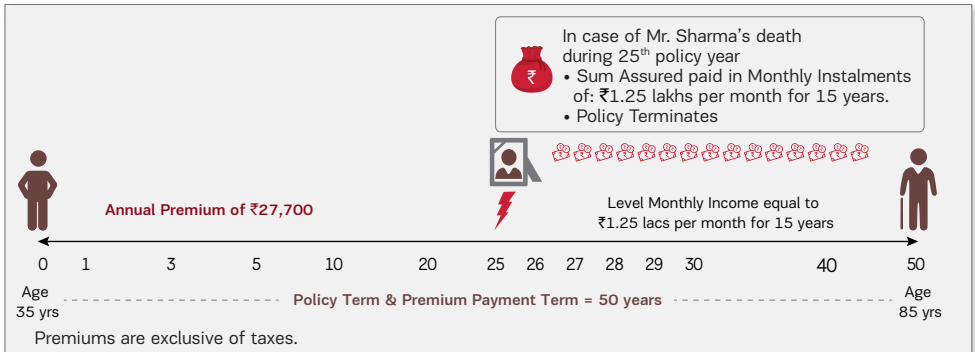 In case of Mr. Sharma's death
during 25th policy year
• Sum Assured paid in Monthly Instalments
of: ₹1.25 lakhs per month for 15 years.
• Policy Terminates
₹
Annual Premium of ₹27,700
Level Monthly Income equal to
₹1.25 lacs per month for 15 years
0 1 3 5 10 20 25 26 27 28 29 30 40 50
Age
35 yrs
Policy Term & Premium Payment Term = 50 years
Age
85 yrs
Premiums are exclusive of taxes.